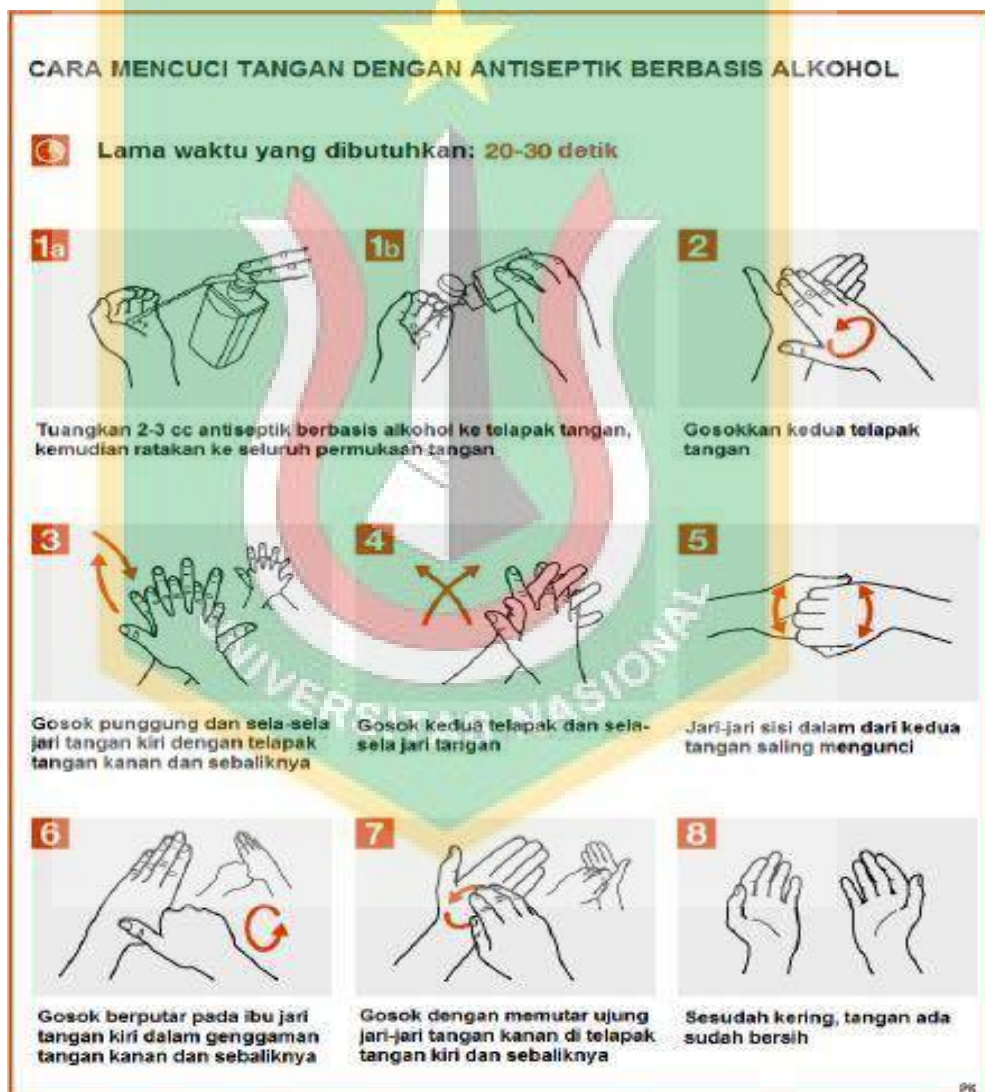 CARA MENCUCI TANGAN DENGAN ANTISEPTIK BERBASIS ALKOHOL
Lama waktu yang dibutuhkan: 20-30 detik
1a
1b
2
Tuangkan 2-3 cc antiseptik berbasis alkohol ke telapak tangan,
kemudian ratakan ke seluruh permukaan tangan
Gosokkan kedua telapak
tangan
3
4
5
UNIVERSITAS NASIONAL
Gosok punggung dan sela-sela
jari tangan kiri dengan telapak
tangan kanan dan sebaliknya
Gosok kedua telapak dan sela-
sela jari tangan
Jari-jari sisi dalam dari kedua
tangan saling mengunci
6
7
8
Gosok berputar pada ibu jari
tangan kiri dalam genggaman
tangan kanan dan sebaliknya
Gosok dengan memutar ujung
jari-jari tangan kanan di telapak
tangan kiri dan sebaliknya
Sesudah kering, tangan ada
sudah bersih